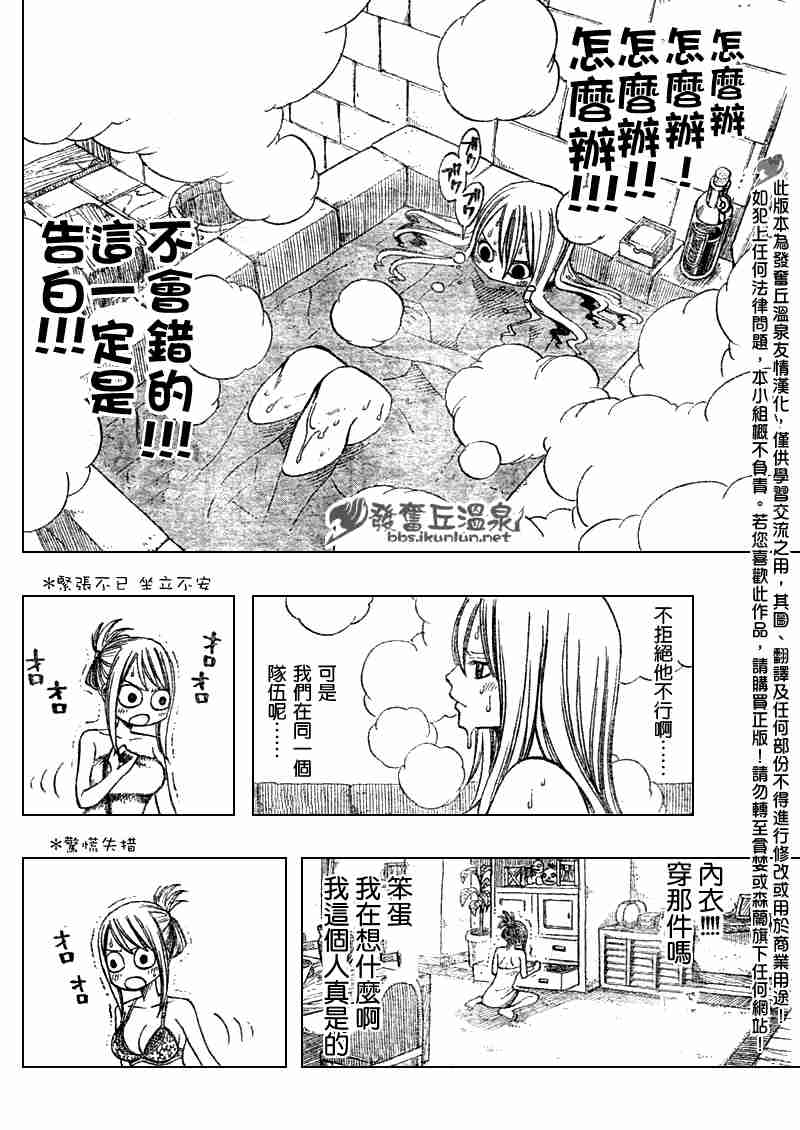 怎麼辦
怎麼辦!
怎麼辦!!
怎麼辦!!!
ブク
ブク
ブク
不會錯的!!!
這一定是
告白!!!
發奮丘溫泉
bbs.ikunlun.net
此版本為發奮丘溫泉友情漢化，僅供學習交流之用，其圖、翻譯及任何部份不得進行修改或用於商業用途！
如犯上任何法律問題，本小組概不負責。若您喜歡此作品，請購買正版！請勿轉至貪婪或森蘭旗下任何網站！
不拒絕他不行啊……
可是
我們在同一個
隊伍呢……
*緊張不已 坐立不安
オロ
オロ
內衣!!!!
穿那件嗎
笨蛋
我在想什麼啊
我這個人真是的
*驚慌失措
オロ
オロ